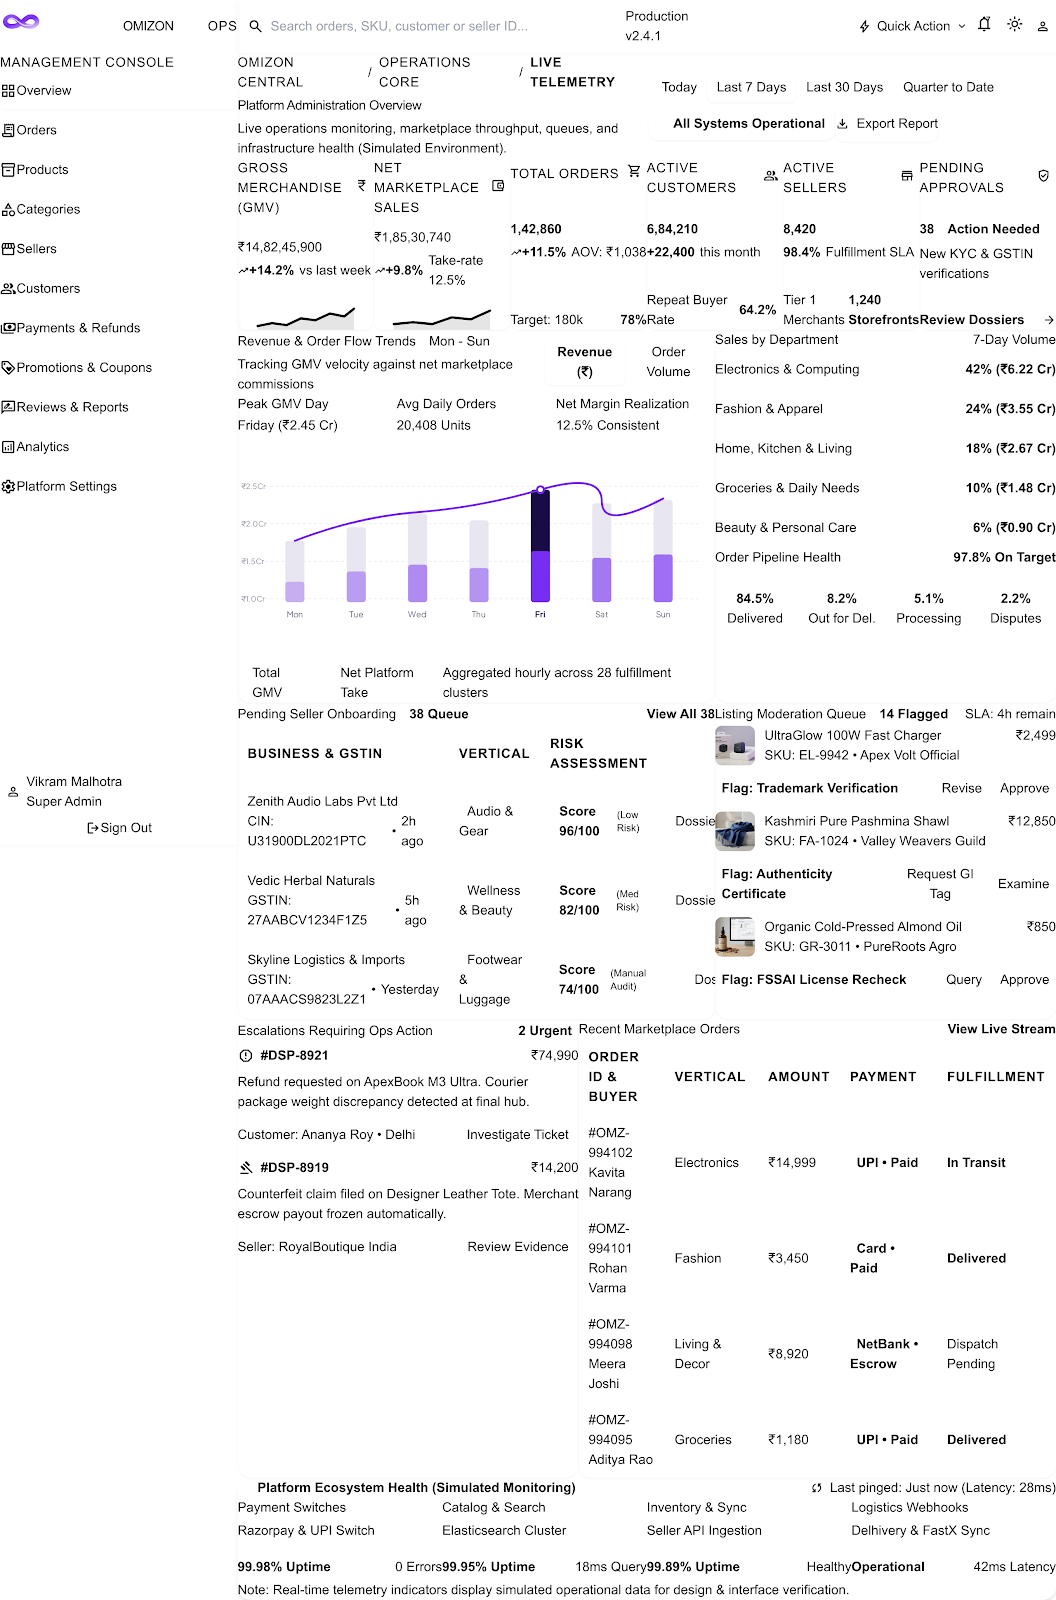 OMIZON OPS
Search orders, SKU, customer or seller ID...
Production
v2.4.1
Quick Action
MANAGEMENT CONSOLE
Overview
Orders
Products
Categories
Sellers
Customers
Payments & Refunds
Promotions & Coupons
Reviews & Reports
Analytics
Platform Settings
Vikram Malhotra
Super Admin
Sign Out
OMIZON CENTRAL / OPERATIONS CORE / LIVE TELEMETRY
Platform Administration Overview
Live operations monitoring, marketplace throughput, queues, and
infrastructure health (Simulated Environment).
Today Last 7 Days Last 30 Days Quarter to Date
All Systems Operational Export Report
GROSS
MERCHANDISE ₹
(GMV)
₹14,82,45,900
+14.2% vs last week
NET
MARKETPLACE
SALES
₹1,85,30,740
+9.8% Take-rate
12.5%
TOTAL ORDERS
1,42,860
+11.5% AOV: ₹1,038
Target: 180k 78%
ACTIVE
CUSTOMERS
6,84,210
+22,400 this month
Repeat Buyer
Rate 64.2%
ACTIVE
SELLERS
8,420
98.4% Fulfillment SLA
Tier 1 1,240
Merchants Storefronts
PENDING
APPROVALS
38 Action Needed
New KYC & GSTIN
verifications
Review Dossiers
Revenue & Order Flow Trends Mon - Sun
Tracking GMV velocity against net marketplace
commissions
Revenue
(₹)
Order
Volume
Peak GMV Day Avg Daily Orders Net Margin Realization
Friday (₹2.45 Cr) 20,408 Units 12.5% Consistent
₹2.5Cr
₹2.0Cr
₹1.5Cr
₹1.0Cr
Mon Tue Wed Thu Fri Sat Sun
Total
GMV
Net Platform
Take
Aggregated hourly across 28 fulfillment
clusters
Sales by Department 7-Day Volume
Electronics & Computing 42% (₹6.22 Cr)
Fashion & Apparel 24% (₹3.55 Cr)
Home, Kitchen & Living 18% (₹2.67 Cr)
Groceries & Daily Needs 10% (₹1.48 Cr)
Beauty & Personal Care 6% (₹0.90 Cr)
Order Pipeline Health 97.8% On Target
84.5% 8.2% 5.1% 2.2%
Delivered Out for Del. Processing Disputes
Pending Seller Onboarding 38 Queue View All 38
BUSINESS & GSTIN VERTICAL RISK
ASSESSMENT
Zenith Audio Labs Pvt Ltd
CIN:
U31900DL2021PTC • 2h
ago
Audio &
Gear
Score
96/100
(Low
Risk)
Dossie
Vedic Herbal Naturals
GSTIN:
27AABCV1234F1Z5 • 5h
ago
Wellness
& Beauty
Score
82/100
(Med
Risk)
Dossie
Skyline Logistics & Imports
GSTIN:
07AAACS9823L2Z1 • Yesterday
Footwear
&
Luggage
Score
74/100
(Manual
Audit)
Dos
Listing Moderation Queue 14 Flagged SLA: 4h remain
UltraGlow 100W Fast Charger ₹2,499
SKU: EL-9942 • Apex Volt Official
Flag: Trademark Verification Revise Approve
Kashmiri Pure Pashmina Shawl ₹12,850
SKU: FA-1024 • Valley Weavers Guild
Flag: Authenticity
Certificate
Request GI
Tag
Examine
Organic Cold-Pressed Almond Oil ₹850
SKU: GR-3011 • PureRoots Agro
Flag: FSSAI License Recheck Query Approve
Escalations Requiring Ops Action 2 Urgent
#DSP-8921 ₹74,990
Refund requested on ApexBook M3 Ultra. Courier
package weight discrepancy detected at final hub.
Customer: Ananya Roy • Delhi Investigate Ticket
#DSP-8919 ₹14,200
Counterfeit claim filed on Designer Leather Tote. Merchant
escrow payout frozen automatically.
Seller: RoyalBoutique India Review Evidence
Recent Marketplace Orders View Live Stream
ORDER
ID &
BUYER
VERTICAL AMOUNT PAYMENT FULFILLMENT
#OMZ-
994102
Kavita
Narang
Electronics ₹14,999 UPI • Paid In Transit
#OMZ-
994101
Rohan
Varma
Fashion ₹3,450 Card •
Paid
Delivered
#OMZ-
994098
Meera
Joshi
Living &
Decor
₹8,920
NetBank •
Escrow
Dispatch
Pending
#OMZ-
994095
Aditya Rao
Groceries ₹1,180 UPI • Paid Delivered
Platform Ecosystem Health (Simulated Monitoring) Last pinged: Just now (Latency: 28ms)
Payment Switches Catalog & Search Inventory & Sync Logistics Webhooks
Razorpay & UPI Switch Elasticsearch Cluster Seller API Ingestion Delhivery & FastX Sync
99.98% Uptime 0 Errors 99.95% Uptime 18ms Query 99.89% Uptime Healthy Operational 42ms Latency
Note: Real-time telemetry indicators display simulated operational data for design & interface verification.